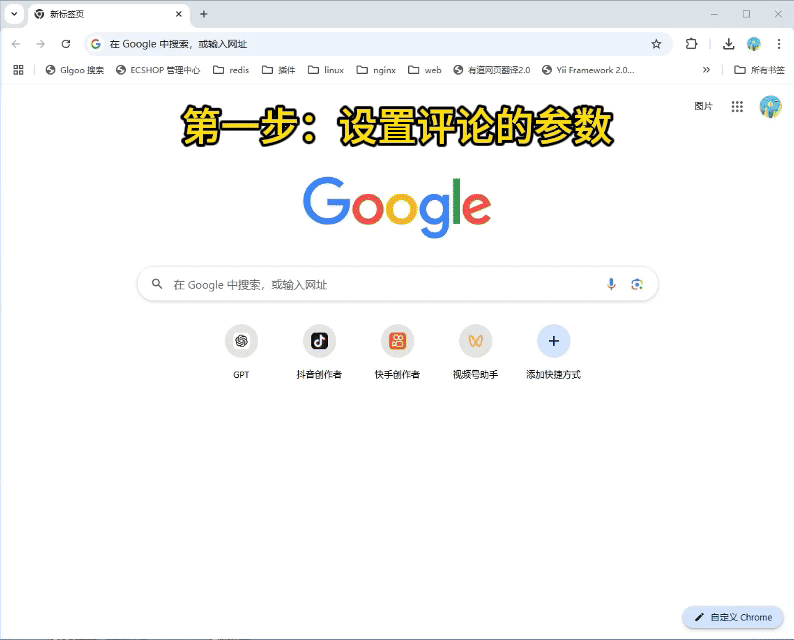 新标签页
在 Google 中搜索，或输入网址
Glgoo 搜索 ECSHOP 管理中心 redis 插件 linux nginx web 有道网页翻译2.0 Yii Framework 2.0... 所有书签
图片
第一步：设置评论的参数
Google
在 Google 中搜索，或输入网址
GPT 抖音创作者 快手创作者 视频号助手 添加快捷方式
自定义 Chrome